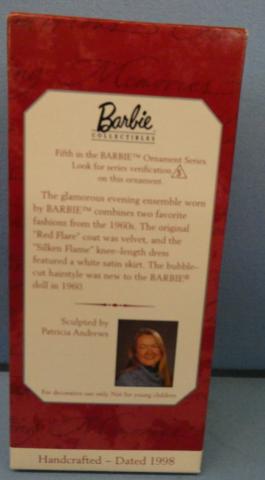 Barbie
COLLECTIBLES
Fifth in the BARBIE™ Ornament Series
Look for series verification 5
on this ornament.
The glamorous evening ensemble worn
by BARBIE™ combines two favorite
fashions from the 1960s. The original
"Red Flare" coat was velvet, and the
"Silken Flame" knee-length dress
featured a white satin skirt. The bubble-
cut hairstyle was new to the BARBIE®
doll in 1960.
Sculpted by
Patricia Andrews
For decorative use only. Not for young children
Handcrafted – Dated 1998